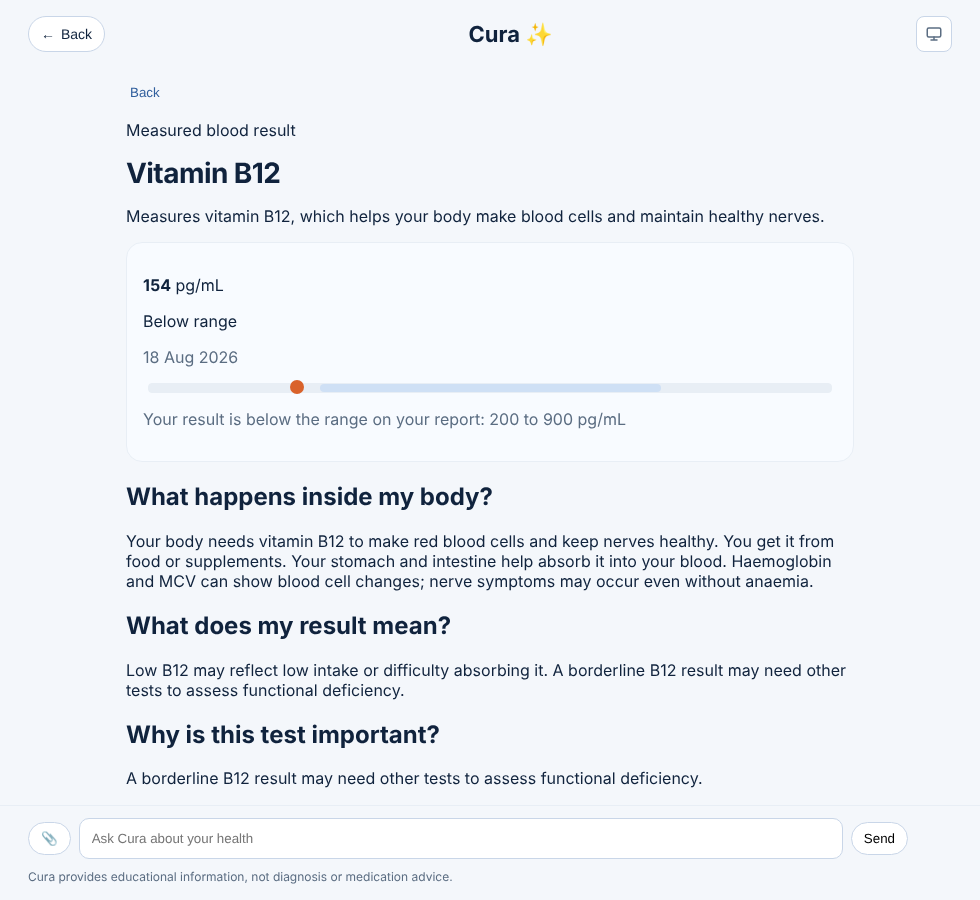 ← Back
Cura ✨
Back
Measured blood result
Vitamin B12
Measures vitamin B12, which helps your body make blood cells and maintain healthy nerves.
154 pg/mL
Below range
18 Aug 2026
Your result is below the range on your report: 200 to 900 pg/mL
What happens inside my body?
Your body needs vitamin B12 to make red blood cells and keep nerves healthy. You get it from
food or supplements. Your stomach and intestine help absorb it into your blood. Haemoglobin
and MCV can show blood cell changes; nerve symptoms may occur even without anaemia.
What does my result mean?
Low B12 may reflect low intake or difficulty absorbing it. A borderline B12 result may need other
tests to assess functional deficiency.
Why is this test important?
A borderline B12 result may need other tests to assess functional deficiency.
Ask Cura about your health
Send
Cura provides educational information, not diagnosis or medication advice.